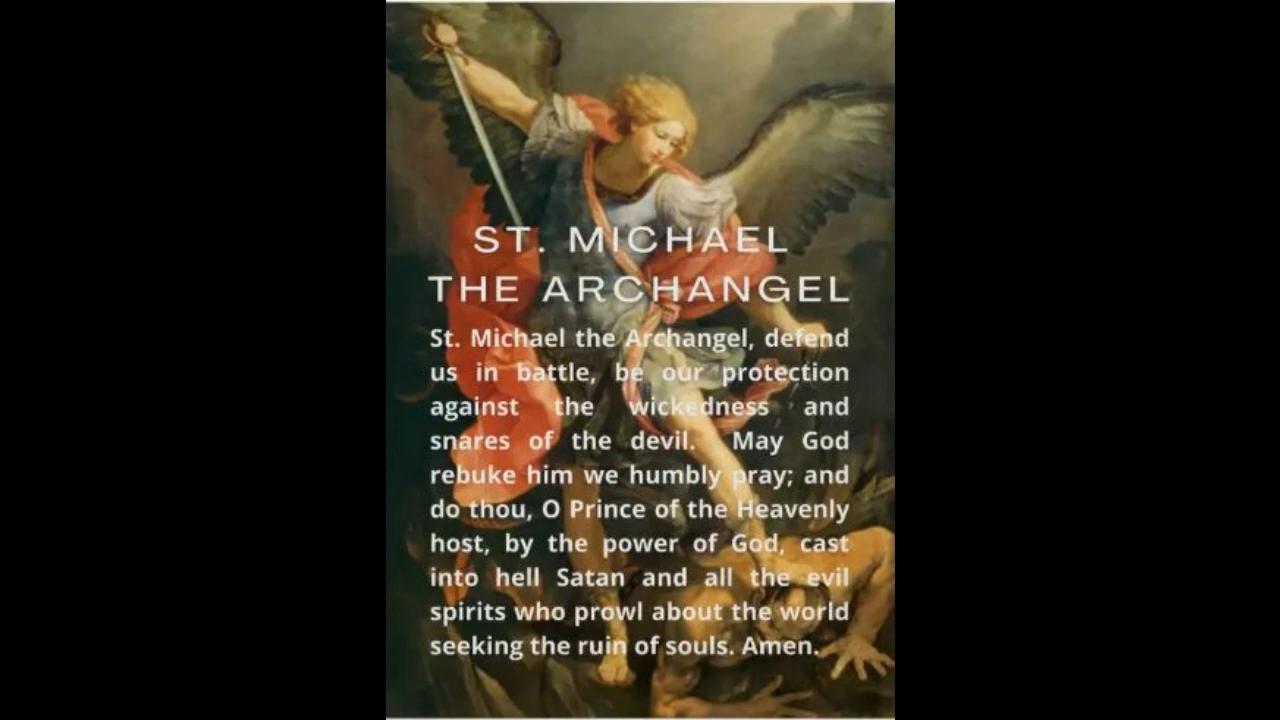 ST. MICHAEL
THE ARCHANGEL
St. Michael the Archangel, defend
us in battle, be our protection
against the wickedness and
snares of the devil. May God
rebuke him we humbly pray; and
do thou, O Prince of the Heavenly
host, by the power of God, cast
into hell Satan and all the evil
spirits who prowl about the world
seeking the ruin of souls. Amen.